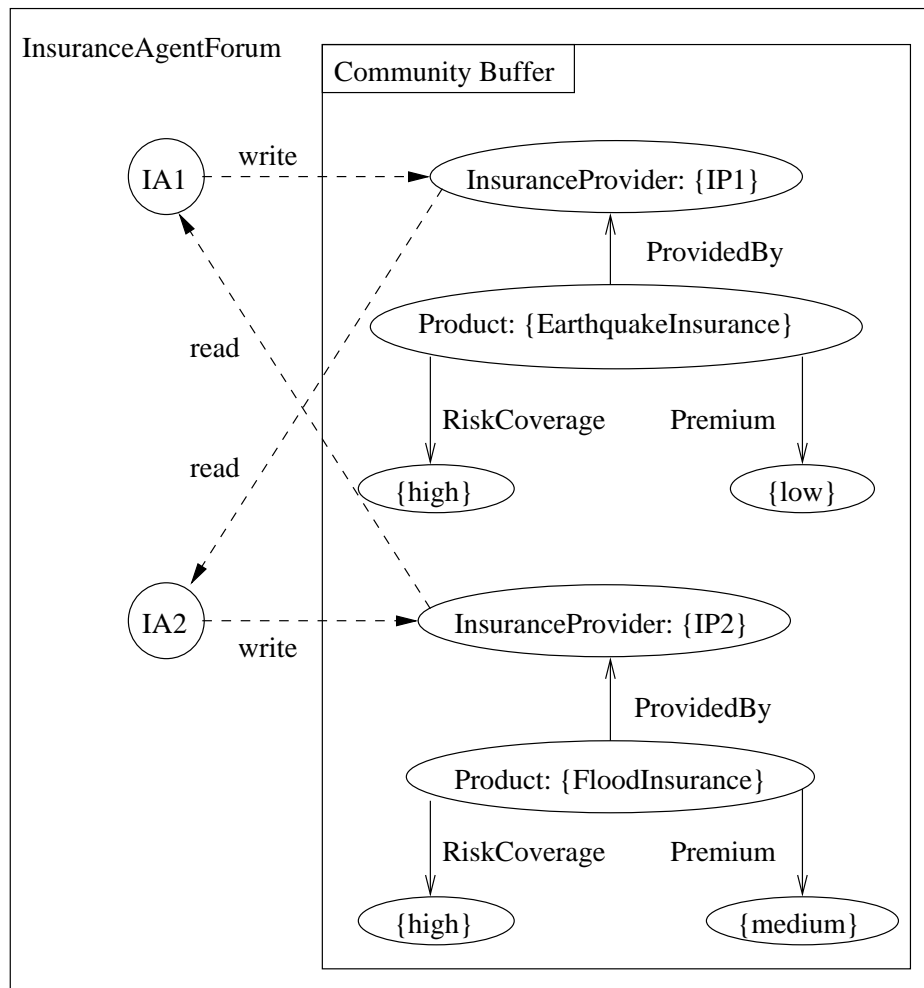 InsuranceAgentForum
Community Buffer
IA1
write
InsuranceProvider: {IP1}
ProvidedBy
read
Product: {EarthquakeInsurance}
RiskCoverage
Premium
read
{high}
{low}
IA2
write
InsuranceProvider: {IP2}
ProvidedBy
Product: {FloodInsurance}
RiskCoverage
Premium
{high}
{medium}